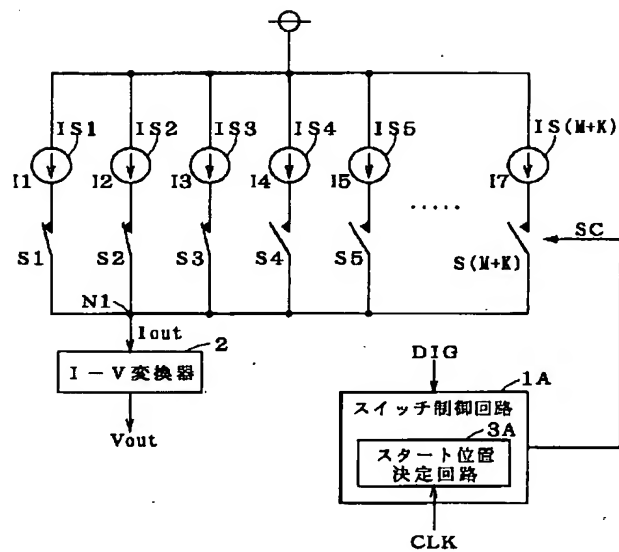 IS1 IS2 IS3 IS4 IS5 IS(M+K)
I1 I2 I3 I4 I5 I7
.....
SC
S1 S2 S3 S4 S5 S(M+K)
N1
Iout
2
I-V変換器
Vout
DIG
1A
スイッチ制御回路
3A
スタート位置
決定回路
CLK